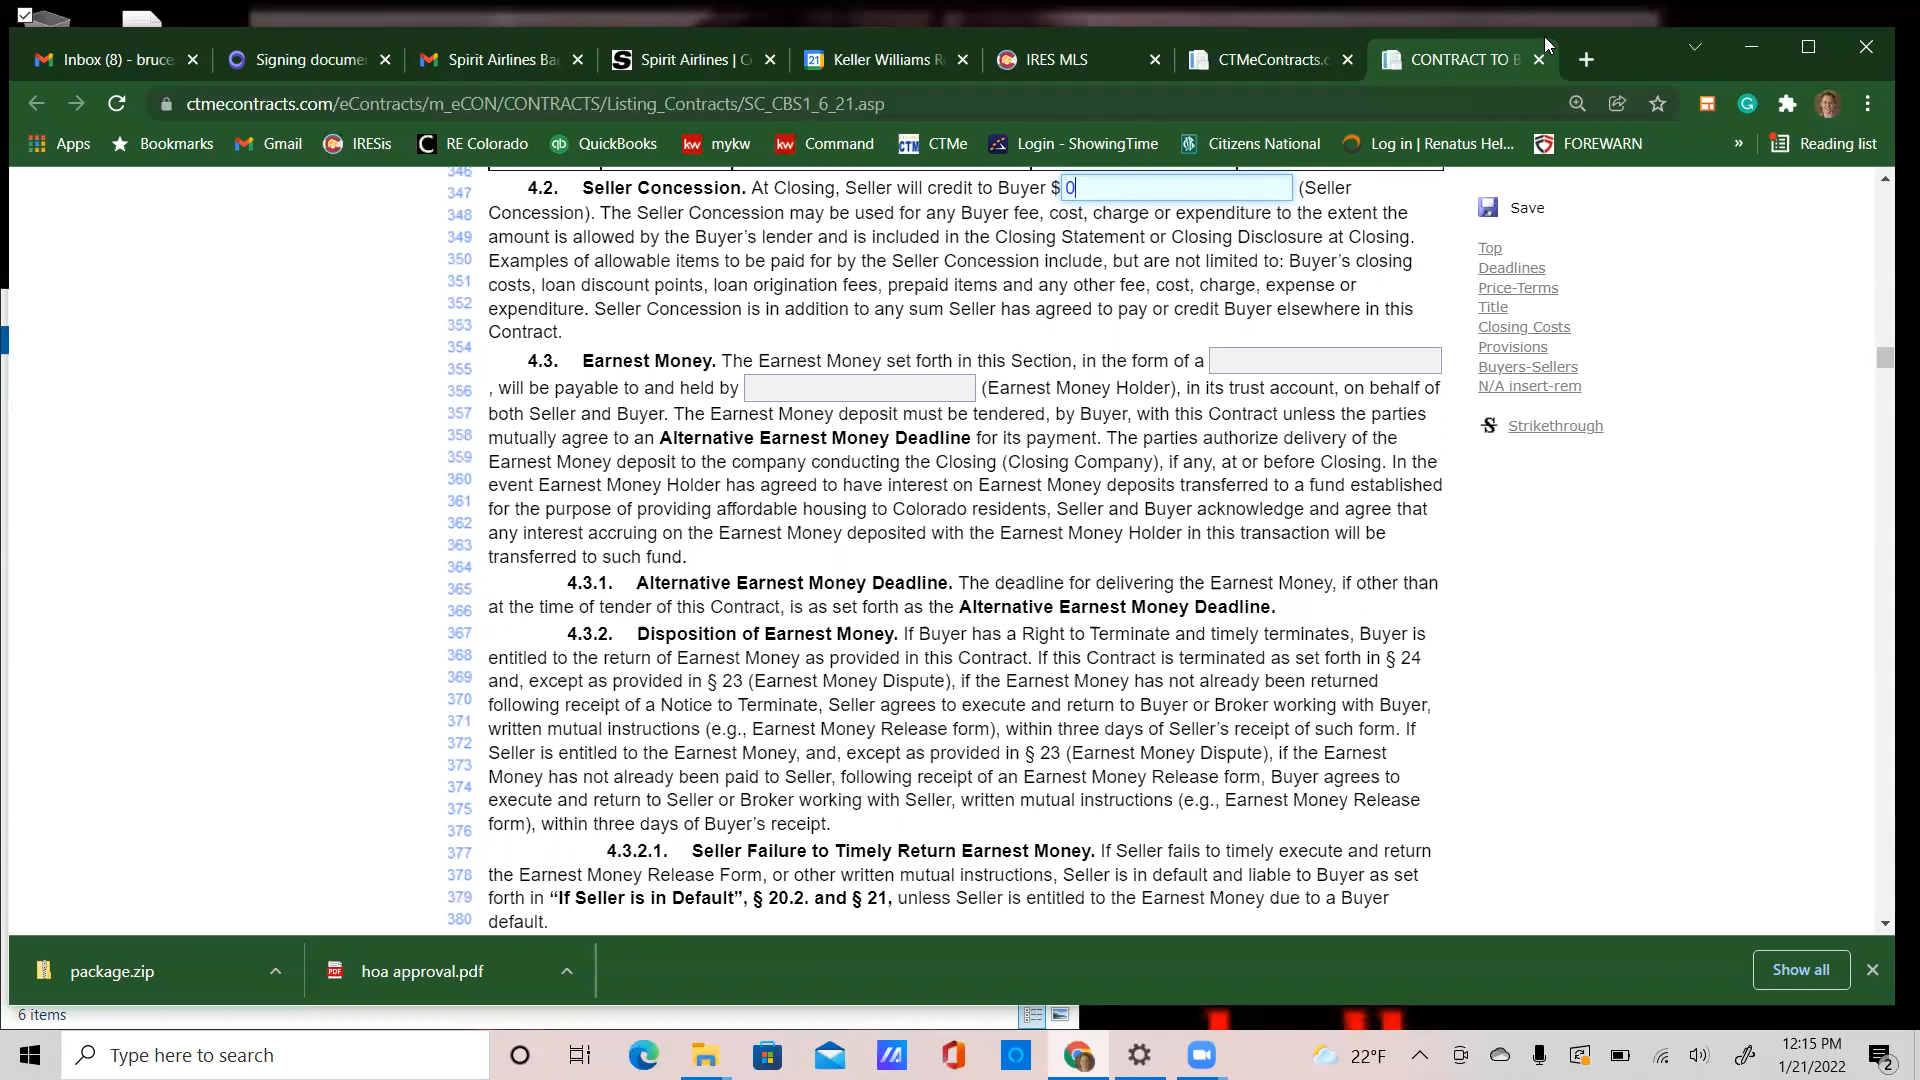 Inbox (8) - bruce
Signing docume
Spirit Airlines Ba
Spirit Airlines | C
Keller Williams R
IRES MLS
CTMeContracts.c
CONTRACT TO B
ctmecontracts.com/eContracts/m_eCON/CONTRACTS/Listing_Contracts/SC_CBS1_6_21.asp
Apps
Bookmarks
Gmail
IRESis
RE Colorado
QuickBooks
mykw
Command
CTMe
Login - ShowingTime
Citizens National
Log in | Renatus Hel...
FOREWARN
»
Reading list
346
347 4.2. Seller Concession. At Closing, Seller will credit to Buyer $ 0 (Seller
348 Concession). The Seller Concession may be used for any Buyer fee, cost, charge or expenditure to the extent the
349 amount is allowed by the Buyer's lender and is included in the Closing Statement or Closing Disclosure at Closing.
350 Examples of allowable items to be paid for by the Seller Concession include, but are not limited to: Buyer's closing
351 costs, loan discount points, loan origination fees, prepaid items and any other fee, cost, charge, expense or
352 expenditure. Seller Concession is in addition to any sum Seller has agreed to pay or credit Buyer elsewhere in this
353 Contract.
354 4.3. Earnest Money. The Earnest Money set forth in this Section, in the form of a
355
356 , will be payable to and held by (Earnest Money Holder), in its trust account, on behalf of
357 both Seller and Buyer. The Earnest Money deposit must be tendered, by Buyer, with this Contract unless the parties
358 mutually agree to an Alternative Earnest Money Deadline for its payment. The parties authorize delivery of the
359 Earnest Money deposit to the company conducting the Closing (Closing Company), if any, at or before Closing. In the
360 event Earnest Money Holder has agreed to have interest on Earnest Money deposits transferred to a fund established
361 for the purpose of providing affordable housing to Colorado residents, Seller and Buyer acknowledge and agree that
362 any interest accruing on the Earnest Money deposited with the Earnest Money Holder in this transaction will be
363 transferred to such fund.
364
365 4.3.1. Alternative Earnest Money Deadline. The deadline for delivering the Earnest Money, if other than
366 at the time of tender of this Contract, is as set forth as the Alternative Earnest Money Deadline.
367 4.3.2. Disposition of Earnest Money. If Buyer has a Right to Terminate and timely terminates, Buyer is
368 entitled to the return of Earnest Money as provided in this Contract. If this Contract is terminated as set forth in § 24
369 and, except as provided in § 23 (Earnest Money Dispute), if the Earnest Money has not already been returned
370 following receipt of a Notice to Terminate, Seller agrees to execute and return to Buyer or Broker working with Buyer,
371 written mutual instructions (e.g., Earnest Money Release form), within three days of Seller's receipt of such form. If
372 Seller is entitled to the Earnest Money, and, except as provided in § 23 (Earnest Money Dispute), if the Earnest
373 Money has not already been paid to Seller, following receipt of an Earnest Money Release form, Buyer agrees to
374 execute and return to Seller or Broker working with Seller, written mutual instructions (e.g., Earnest Money Release
375 form), within three days of Buyer's receipt.
376
377 4.3.2.1. Seller Failure to Timely Return Earnest Money. If Seller fails to timely execute and return
378 the Earnest Money Release Form, or other written mutual instructions, Seller is in default and liable to Buyer as set
379 forth in “If Seller is in Default”, § 20.2. and § 21, unless Seller is entitled to the Earnest Money due to a Buyer
380 default.
Save
Top
Deadlines
Price-Terms
Title
Closing Costs
Provisions
Buyers-Sellers
N/A insert-rem
S Strikethrough
package.zip
hoa approval.pdf
Show all
6 items
Type here to search
22°F
12:15 PM
1/21/2022
2